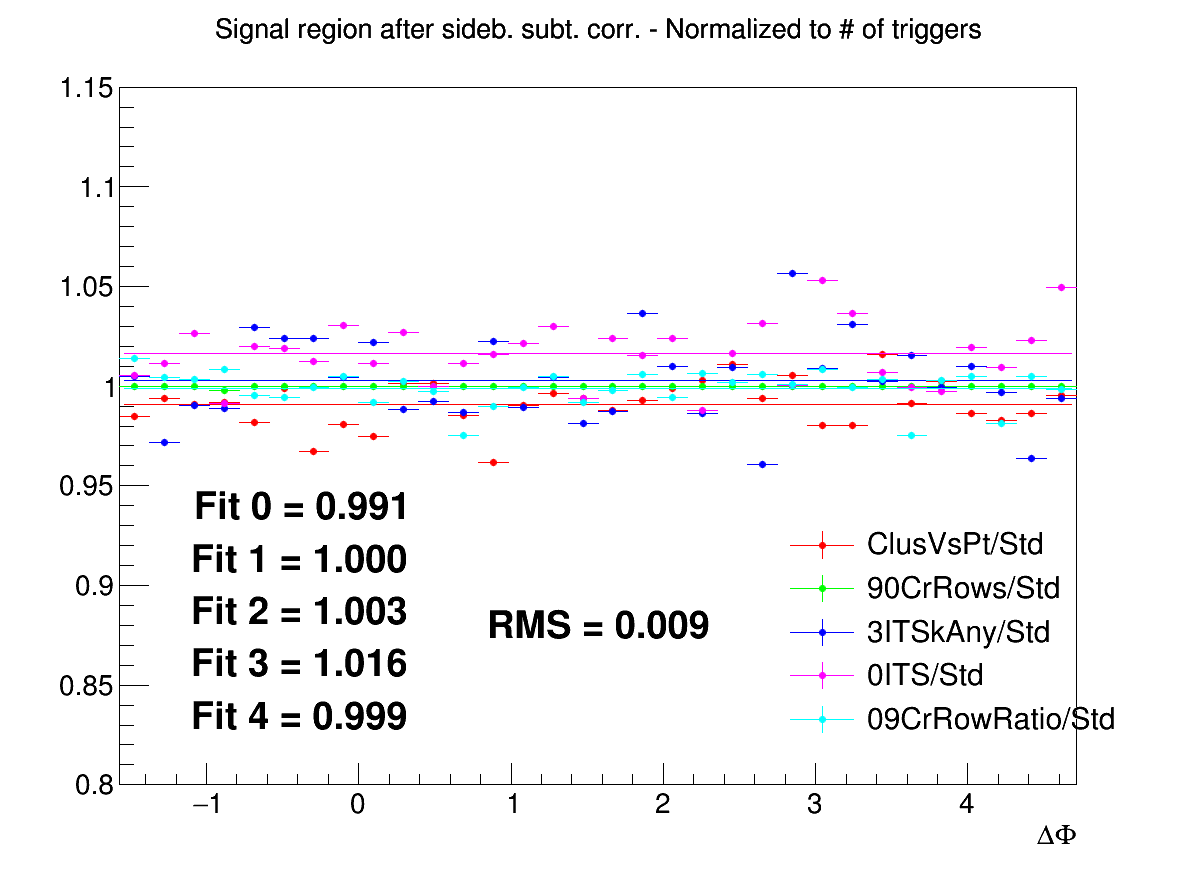 Signal region after sideb. subt. corr. - Normalized to # of triggers
1.15
1.1
1.05
1
0.95
0.9
0.85
0.8
Fit 0 = 0.991
Fit 1 = 1.000
Fit 2 = 1.003
Fit 3 = 1.016
Fit 4 = 0.999
RMS = 0.009
ClusVsPt/Std
90CrRows/Std
3ITSkAny/Std
0ITS/Std
09CrRowRatio/Std
−1 0 1 2 3 4
ΔΦ